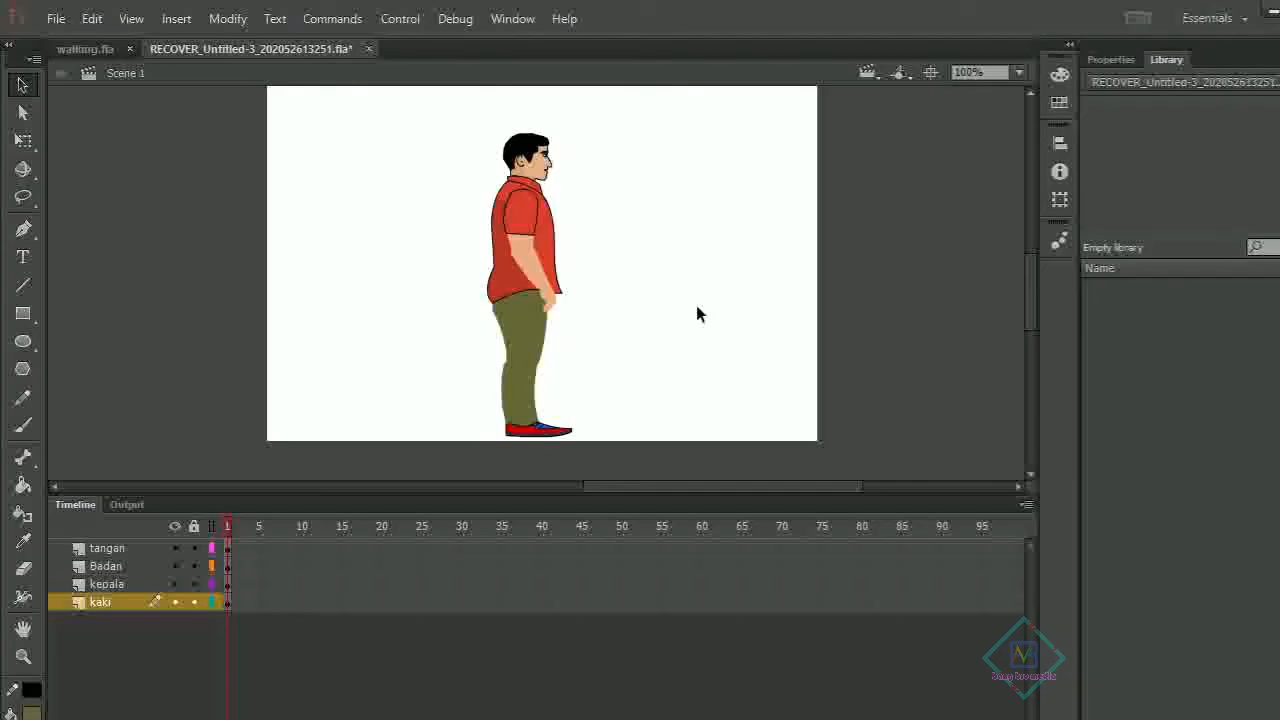 File Edit View Insert Modify Text Commands Control Debug Window Help Essentials
walking.fla RECOVER_Untitled-3_202052613251.fla*
Properties Library
Scene 1 100%
RECOVER_Untitled-3_202052613251.
Empty library
Name
Timeline Output
1 5 10 15 20 25 30 35 40 45 50 55 60 65 70 75 80 85 90 95
tangan
Badan
kepala
kaki